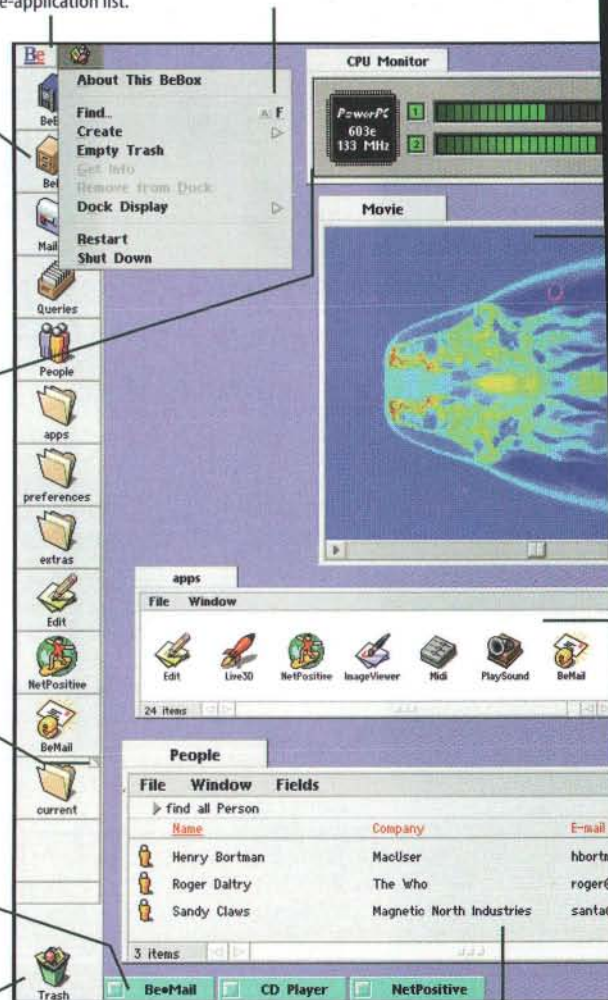 e-application list.
Be
About This BeBox
Find...
F
Create
Empty Trash
Get Info
Remove from Dock
Dock Display
Restart
Shut Down
Mail
Queries
People
apps
preferences
extras
Edit
NetPositive
BeMail
current
Trash
CPU Monitor
PowerPC
603e
133 MHz
1
2
Movie
apps
File Window
Edit Live3D NetPositive ImageViewer Midi PlaySound BeMail
24 items
People
File Window Fields
find all Person
Name Company E-mail
Henry Bortman MacUser hbortm
Roger Daltry The Who roger@
Sandy Claws Magnetic North Industries santa@
3 items
Be•Mail CD Player NetPositive